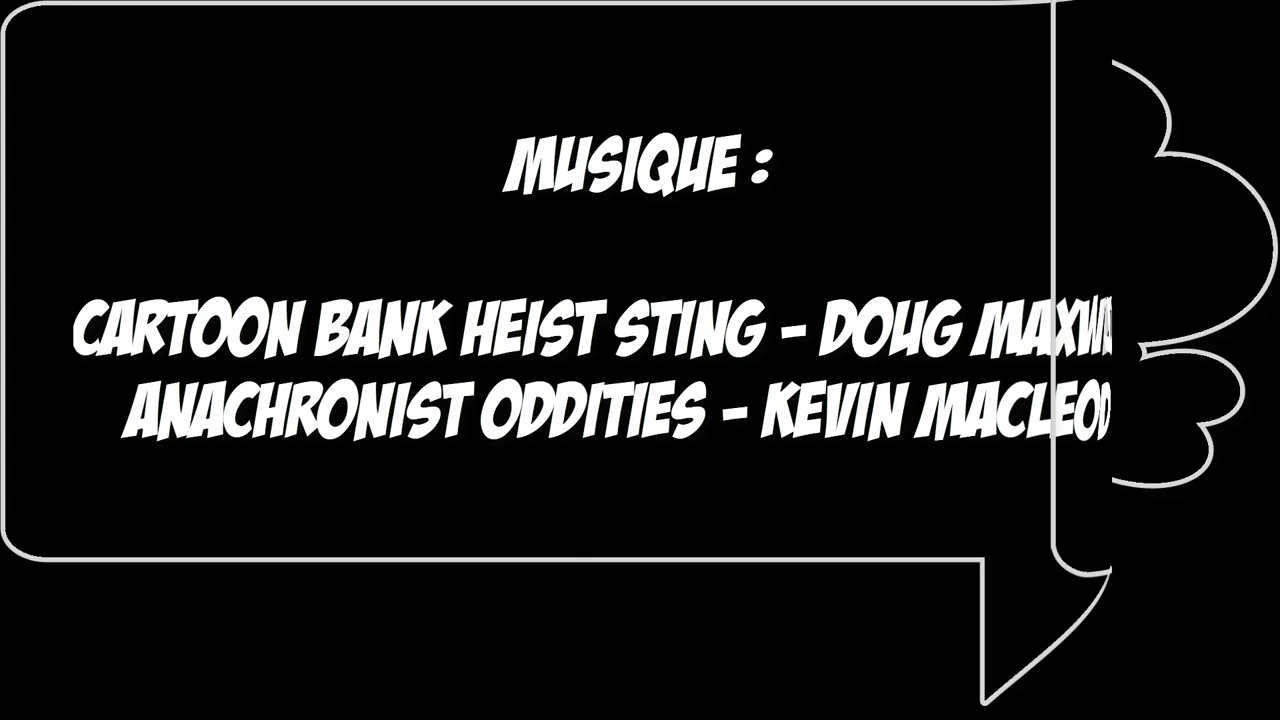 MUSIQUE :
CARTOON BANK HEIST STING - DOUG
ANACHRONIST ODDITIES - KEVIN MACLEOD